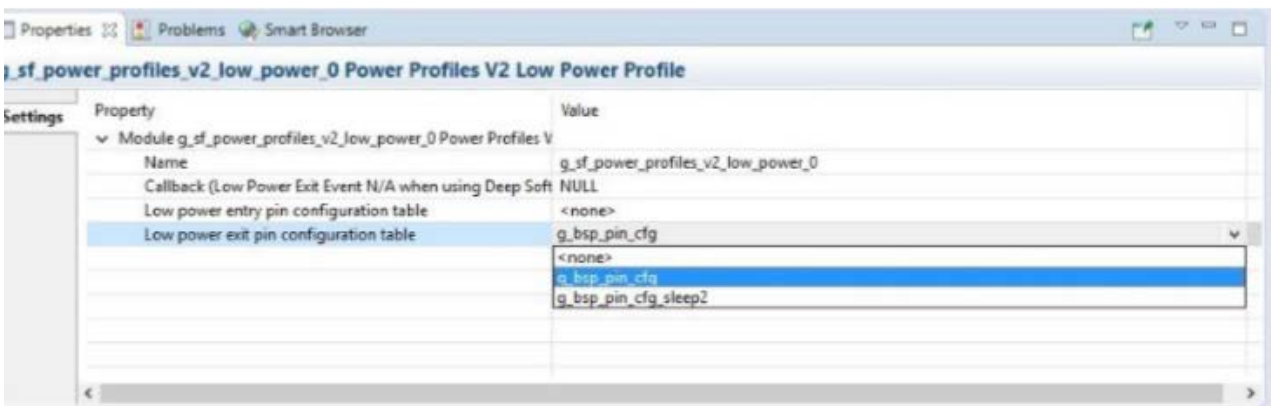 Properties Problems Smart Browser
g_sf_power_profiles_v2_low_power_0 Power Profiles V2 Low Power Profile
Settings
Property Value
Module g_sf_power_profiles_v2_low_power_0 Power Profiles V
Name g_sf_power_profiles_v2_low_power_0
Callback (Low Power Exit Event N/A when using Deep Soft NULL
Low power entry pin configuration table <none>
Low power exit pin configuration table g_bsp_pin_cfg
<none>
g_bsp_pin_cfg
g_bsp_pin_cfg_sleep2